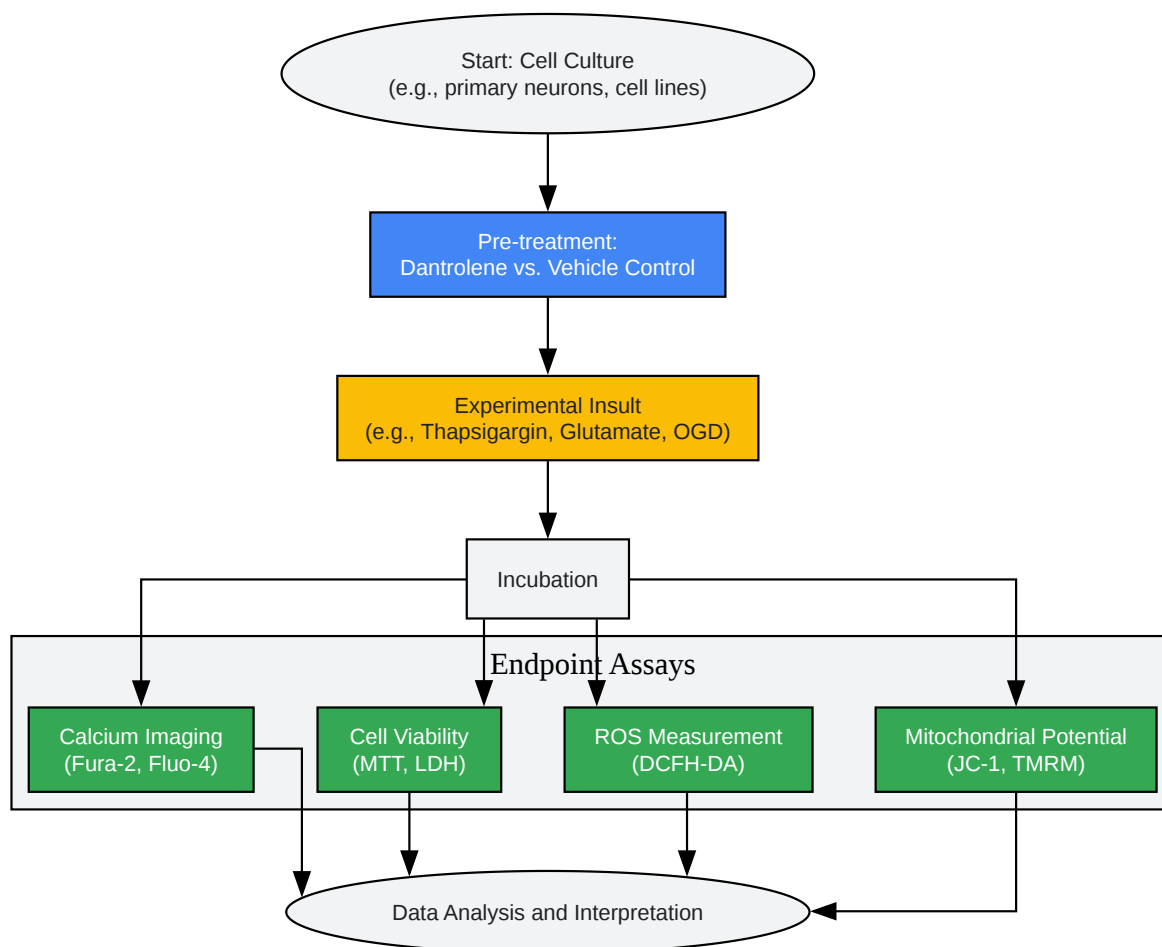 Start: Cell Culture
(e.g., primary neurons, cell lines)
Pre-treatment:
Dantrolene vs. Vehicle Control
Experimental Insult
(e.g., Thapsigargin, Glutamate, OGD)
Incubation
Endpoint Assays
Calcium Imaging
(Fura-2, Fluo-4)
Cell Viability
(MTT, LDH)
ROS Measurement
(DCFH-DA)
Mitochondrial Potential
(JC-1, TMRM)
Data Analysis and Interpretation